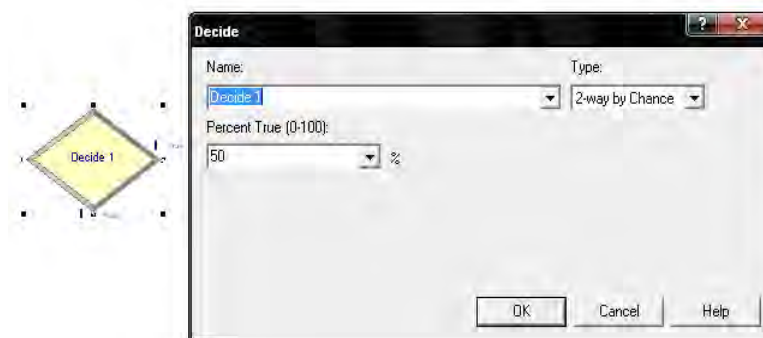 Decide
Name:
Type:
Decide 1
2-way by Chance
Percent True (0-100):
50
%
Decide 1
OK
Cancel
Help